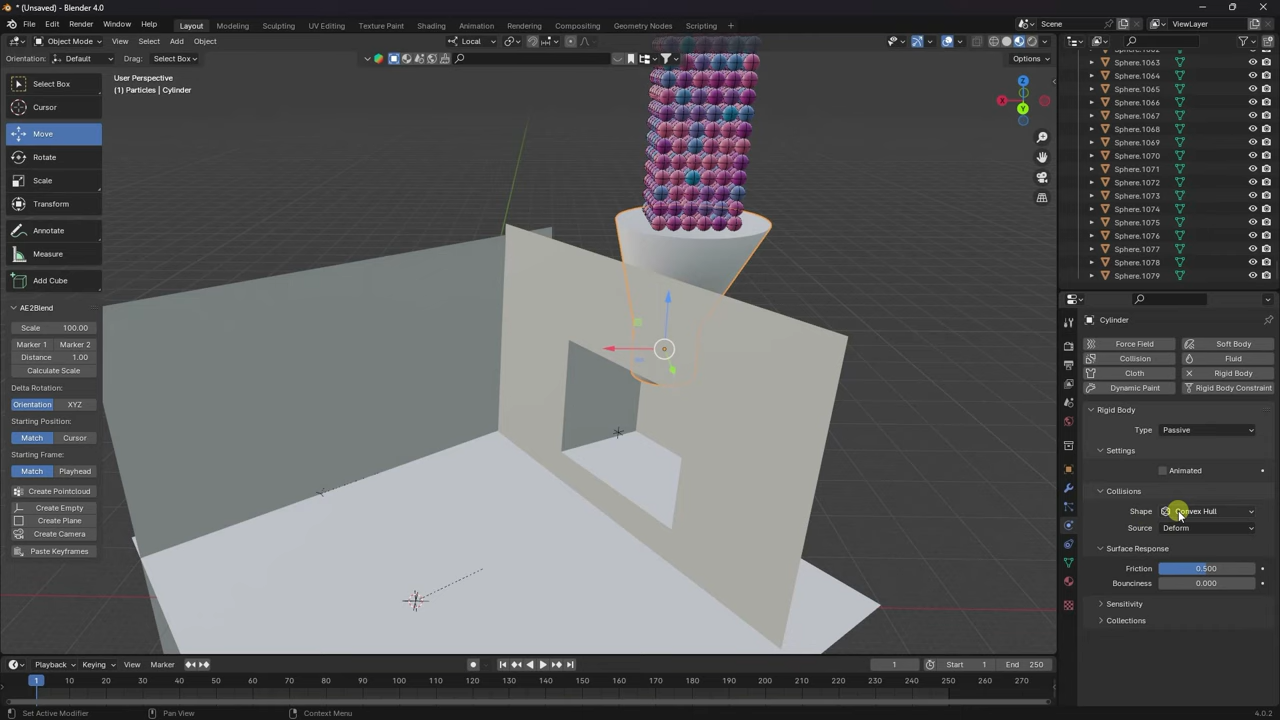 * (Unsaved) - Blender 4.0
File Edit Render Window Help Layout Modeling Sculpting UV Editing Texture Paint Shading Animation Rendering Compositing Geometry Nodes Scripting + Scene ViewLayer
Object Mode View Select Add Object Local
Orientation: Default Drag: Select Box Options
User Perspective
(1) Particles | Cylinder
Select Box
Cursor
Move
Rotate
Scale
Transform
Annotate
Measure
Add Cube
AE2Blend
Scale 100.00
Marker 1 Marker 2
Distance 1.00
Calculate Scale
Delta Rotation:
Orientation XYZ
Starting Position:
Match Cursor
Starting Frame:
Match Playhead
Create Pointcloud
Create Empty
Create Plane
Create Camera
Paste Keyframes
Z
X
Y
Sphere.1063
Sphere.1064
Sphere.1065
Sphere.1066
Sphere.1067
Sphere.1068
Sphere.1069
Sphere.1070
Sphere.1071
Sphere.1072
Sphere.1073
Sphere.1074
Sphere.1075
Sphere.1076
Sphere.1077
Sphere.1078
Sphere.1079
Cylinder
Force Field Soft Body
Collision Fluid
Cloth Rigid Body
Dynamic Paint Rigid Body Constraint
Rigid Body
Type Passive
Settings
Animated
Collisions
Shape Convex Hull
Source Deform
Surface Response
Friction 0.500
Bounciness 0.000
Sensitivity
Collections
Playback Keying View Marker 1 Start 1 End 250
1 10 20 30 40 50 60 70 80 90 100 110 120 130 140 150 160 170 180 190 200 210 220 230 240 250 260 270
Set Active Modifier Pan View Context Menu 4.0.2